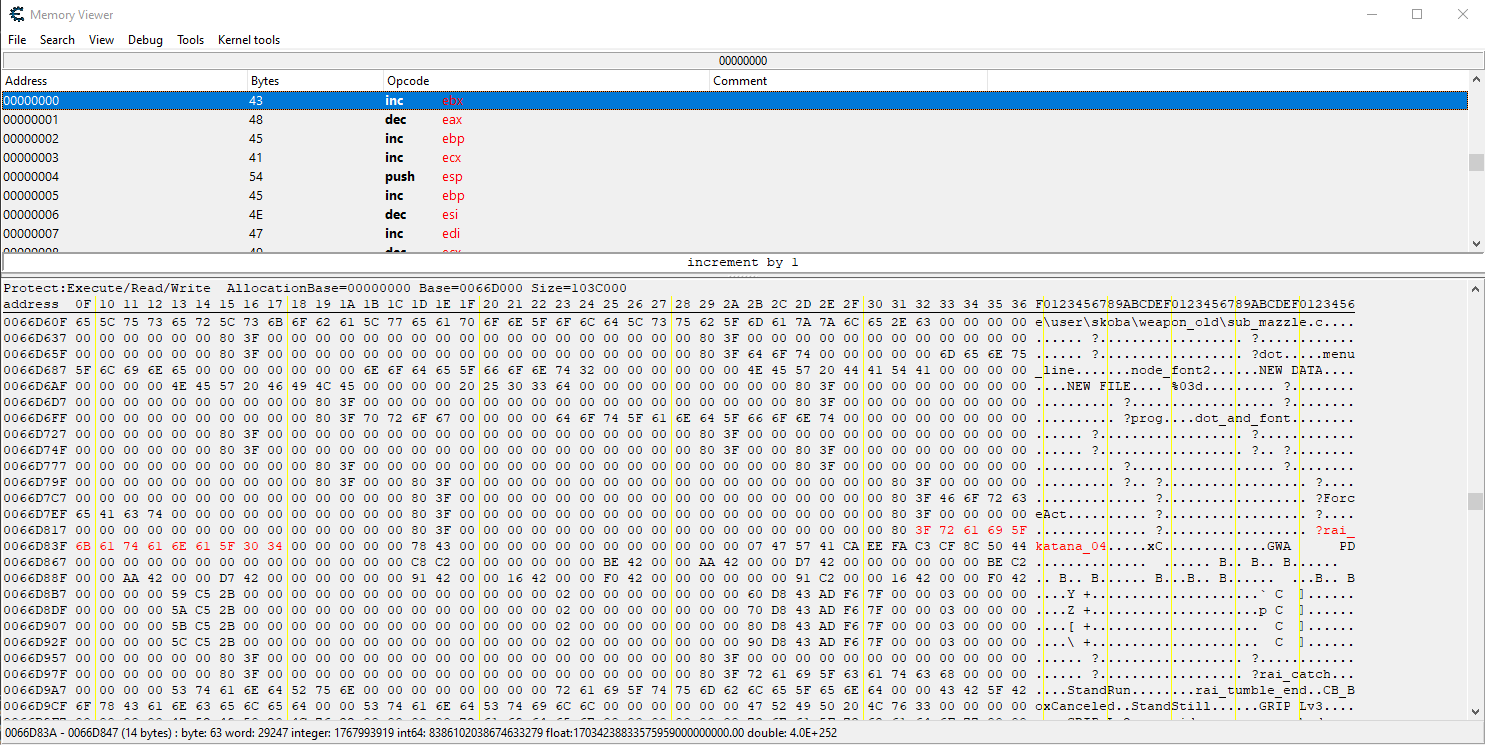 Memory Viewer
File Search View Debug Tools Kernel tools
00000000
Address Bytes Opcode Comment
00000000 43 inc ebx
00000001 48 dec eax
00000002 45 inc ebp
00000003 41 inc ecx
00000004 54 push esp
00000005 45 inc ebp
00000006 4E dec esi
00000007 47 inc edi
increment by 1
Protect:Execute/Read/Write AllocationBase=00000000 Base=0066D000 Size=103C000
address 0F 10 11 12 13 14 15 16 17 18 19 1A 1B 1C 1D 1E 1F 20 21 22 23 24 25 26 27 28 29 2A 2B 2C 2D 2E 2F 30 31 32 33 34 35 36 F0123456789ABCDEF0123456789ABCDEF0123456
0066D60F 65 5C 75 73 65 72 5C 73 6B 6F 62 61 5C 77 65 61 70 6F 6E 5F 6F 6C 64 5C 73 75 62 5F 6D 61 7A 7A 6C 65 2E 63 00 00 00 00 e\user\skoba\weapon_old\sub_mazzle.c....
0066D637 00 00 00 00 00 00 80 3F 00 00 00 00 00 00 00 00 00 00 00 00 00 00 00 00 00 00 80 3F 00 00 00 00 00 00 00 00 00 00 00 00 ...... ?.................. ?............
0066D65F 00 00 00 00 00 00 80 3F 00 00 00 00 00 00 00 00 00 00 00 00 00 00 00 00 00 00 80 3F 64 6F 74 00 00 00 00 00 6D 65 6E 75 ...... ?.................. ?dot.....menu
0066D687 5F 6C 69 6E 65 00 00 00 00 00 00 00 6E 6F 64 65 5F 66 6F 6E 74 32 00 00 00 00 00 00 4E 45 57 20 44 41 54 41 00 00 00 00 _line.......node_font2......NEW DATA....
0066D6AF 00 00 00 00 4E 45 57 20 46 49 4C 45 00 00 00 00 20 25 30 33 64 00 00 00 00 00 00 00 00 00 80 3F 00 00 00 00 00 00 00 00 ....NEW FILE.... %03d......... ?........
0066D6D7 00 00 00 00 00 00 00 00 00 00 80 3F 00 00 00 00 00 00 00 00 00 00 00 00 00 00 00 00 00 00 80 3F 00 00 00 00 00 00 00 00 .......... ?.................. ?........
0066D6FF 00 00 00 00 00 00 00 00 00 00 80 3F 70 72 6F 67 00 00 00 00 64 6F 74 5F 61 6E 64 5F 66 6F 6E 74 00 00 00 00 00 00 00 00 .......... ?prog....dot_and_font........
0066D727 00 00 00 00 00 00 80 3F 00 00 00 00 00 00 00 00 00 00 00 00 00 00 00 00 00 00 80 3F 00 00 00 00 00 00 00 00 00 00 00 00 ...... ?.................. ?............
0066D74F 00 00 00 00 00 00 80 3F 00 00 00 00 00 00 00 00 00 00 00 00 00 00 00 00 00 00 80 3F 00 00 80 3F 00 00 00 00 00 00 00 00 ...... ?.................. ?.. ?........
0066D777 00 00 00 00 00 00 00 00 00 00 80 3F 00 00 00 00 00 00 00 00 00 00 00 00 00 00 00 00 00 00 80 3F 00 00 00 00 00 00 00 00 .......... ?.................. ?........
0066D79F 00 00 00 00 00 00 00 00 00 00 80 3F 00 00 80 3F 00 00 00 00 00 00 00 00 00 00 00 00 00 00 00 00 00 00 80 3F 00 00 00 00 .......... ?.. ?.................. ?....
0066D7C7 00 00 00 00 00 00 00 00 00 00 00 00 00 00 80 3F 00 00 00 00 00 00 00 00 00 00 00 00 00 00 00 00 00 00 80 3F 46 6F 72 63 .............. ?.................. ?Forc
0066D7EF 65 41 63 74 00 00 00 00 00 00 00 00 00 00 80 3F 00 00 00 00 00 00 00 00 00 00 00 00 00 00 00 00 00 00 80 3F 00 00 00 00 eAct.......... ?.................. ?....
0066D817 00 00 00 00 00 00 00 00 00 00 00 00 00 00 80 3F 00 00 00 00 00 00 00 00 00 00 00 00 00 00 00 00 00 00 80 3F 72 61 69 5F .............. ?.................. ?rai_
0066D83F 6B 61 74 61 6E 61 5F 30 34 00 00 00 00 00 78 43 00 00 00 00 00 00 00 00 00 00 00 00 07 47 57 41 CA EE FA C3 CF 8C 50 44 katana_04.....xC.............GWA      PD
0066D867 00 00 00 00 00 00 00 00 00 00 00 00 00 00 C8 C2 00 00 00 00 00 00 BE 42 00 00 AA 42 00 00 D7 42 00 00 00 00 00 00 BE C2 ..............  ...... B.. B.. B......
0066D88F 00 00 AA 42 00 00 D7 42 00 00 00 00 00 00 91 42 00 00 16 42 00 00 F0 42 00 00 00 00 00 00 91 C2 00 00 16 42 00 00 F0 42 .. B.. B...... B...B.. B......  ...B.. B
0066D8B7 00 00 00 00 59 C5 2B 00 00 00 00 00 00 00 00 00 00 00 00 00 02 00 00 00 00 00 00 00 60 D8 43 AD F6 7F 00 00 03 00 00 00 ....Y +.....................` C  ]......
0066D8DF 00 00 00 00 5A C5 2B 00 00 00 00 00 00 00 00 00 00 00 00 00 02 00 00 00 00 00 00 00 70 D8 43 AD F6 7F 00 00 03 00 00 00 ....Z +.....................p C  ]......
0066D907 00 00 00 00 5B C5 2B 00 00 00 00 00 00 00 00 00 00 00 00 00 02 00 00 00 00 00 00 00 80 D8 43 AD F6 7F 00 00 03 00 00 00 ....[ +.....................  C  ]......
0066D92F 00 00 00 00 5C C5 2B 00 00 00 00 00 00 00 00 00 00 00 00 00 02 00 00 00 00 00 00 00 90 D8 43 AD F6 7F 00 00 03 00 00 00 ....\ +.....................  C  ]......
0066D957 00 00 00 00 00 00 80 3F 00 00 00 00 00 00 00 00 00 00 00 00 00 00 00 00 00 00 80 3F 00 00 00 00 00 00 00 00 00 00 00 00 ...... ?.................. ?............
0066D97F 00 00 00 00 00 00 80 3F 00 00 00 00 00 00 00 00 00 00 00 00 00 00 00 00 00 00 80 3F 72 61 69 5F 63 61 74 63 68 00 00 00 ...... ?.................. ?rai_catch...
0066D9A7 00 00 00 00 53 74 61 6E 64 52 75 6E 00 00 00 00 00 00 00 00 72 61 69 5F 74 75 6D 62 6C 65 5F 65 6E 64 00 00 43 42 5F 42 ....StandRun........rai_tumble_end..CB_B
0066D9CF 6F 78 43 61 6E 63 65 6C 65 64 00 00 53 74 61 6E 64 53 74 69 6C 6C 00 00 00 00 00 00 47 52 49 50 20 4C 76 33 00 00 00 00 oxCanceled..StandStill......GRIP Lv3....
0066D83A - 0066D847 (14 bytes) : byte: 63 word: 29247 integer: 1767993919 int64: 8386102038674633279 float:17034238833575959000000000.00 double: 4.0E+252